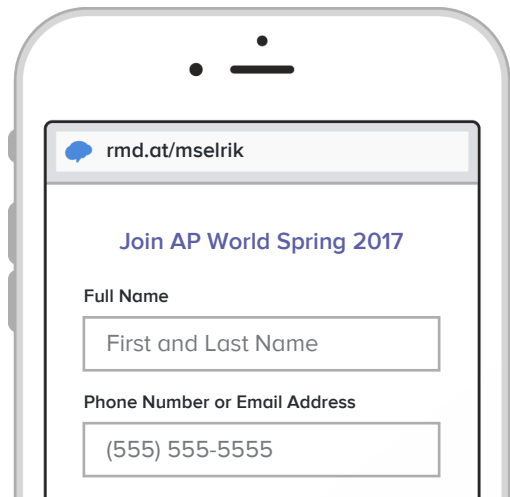 rmd.at/mselrik
Join AP World Spring 2017
Full Name
First and Last Name
Phone Number or Email Address
(555) 555-5555